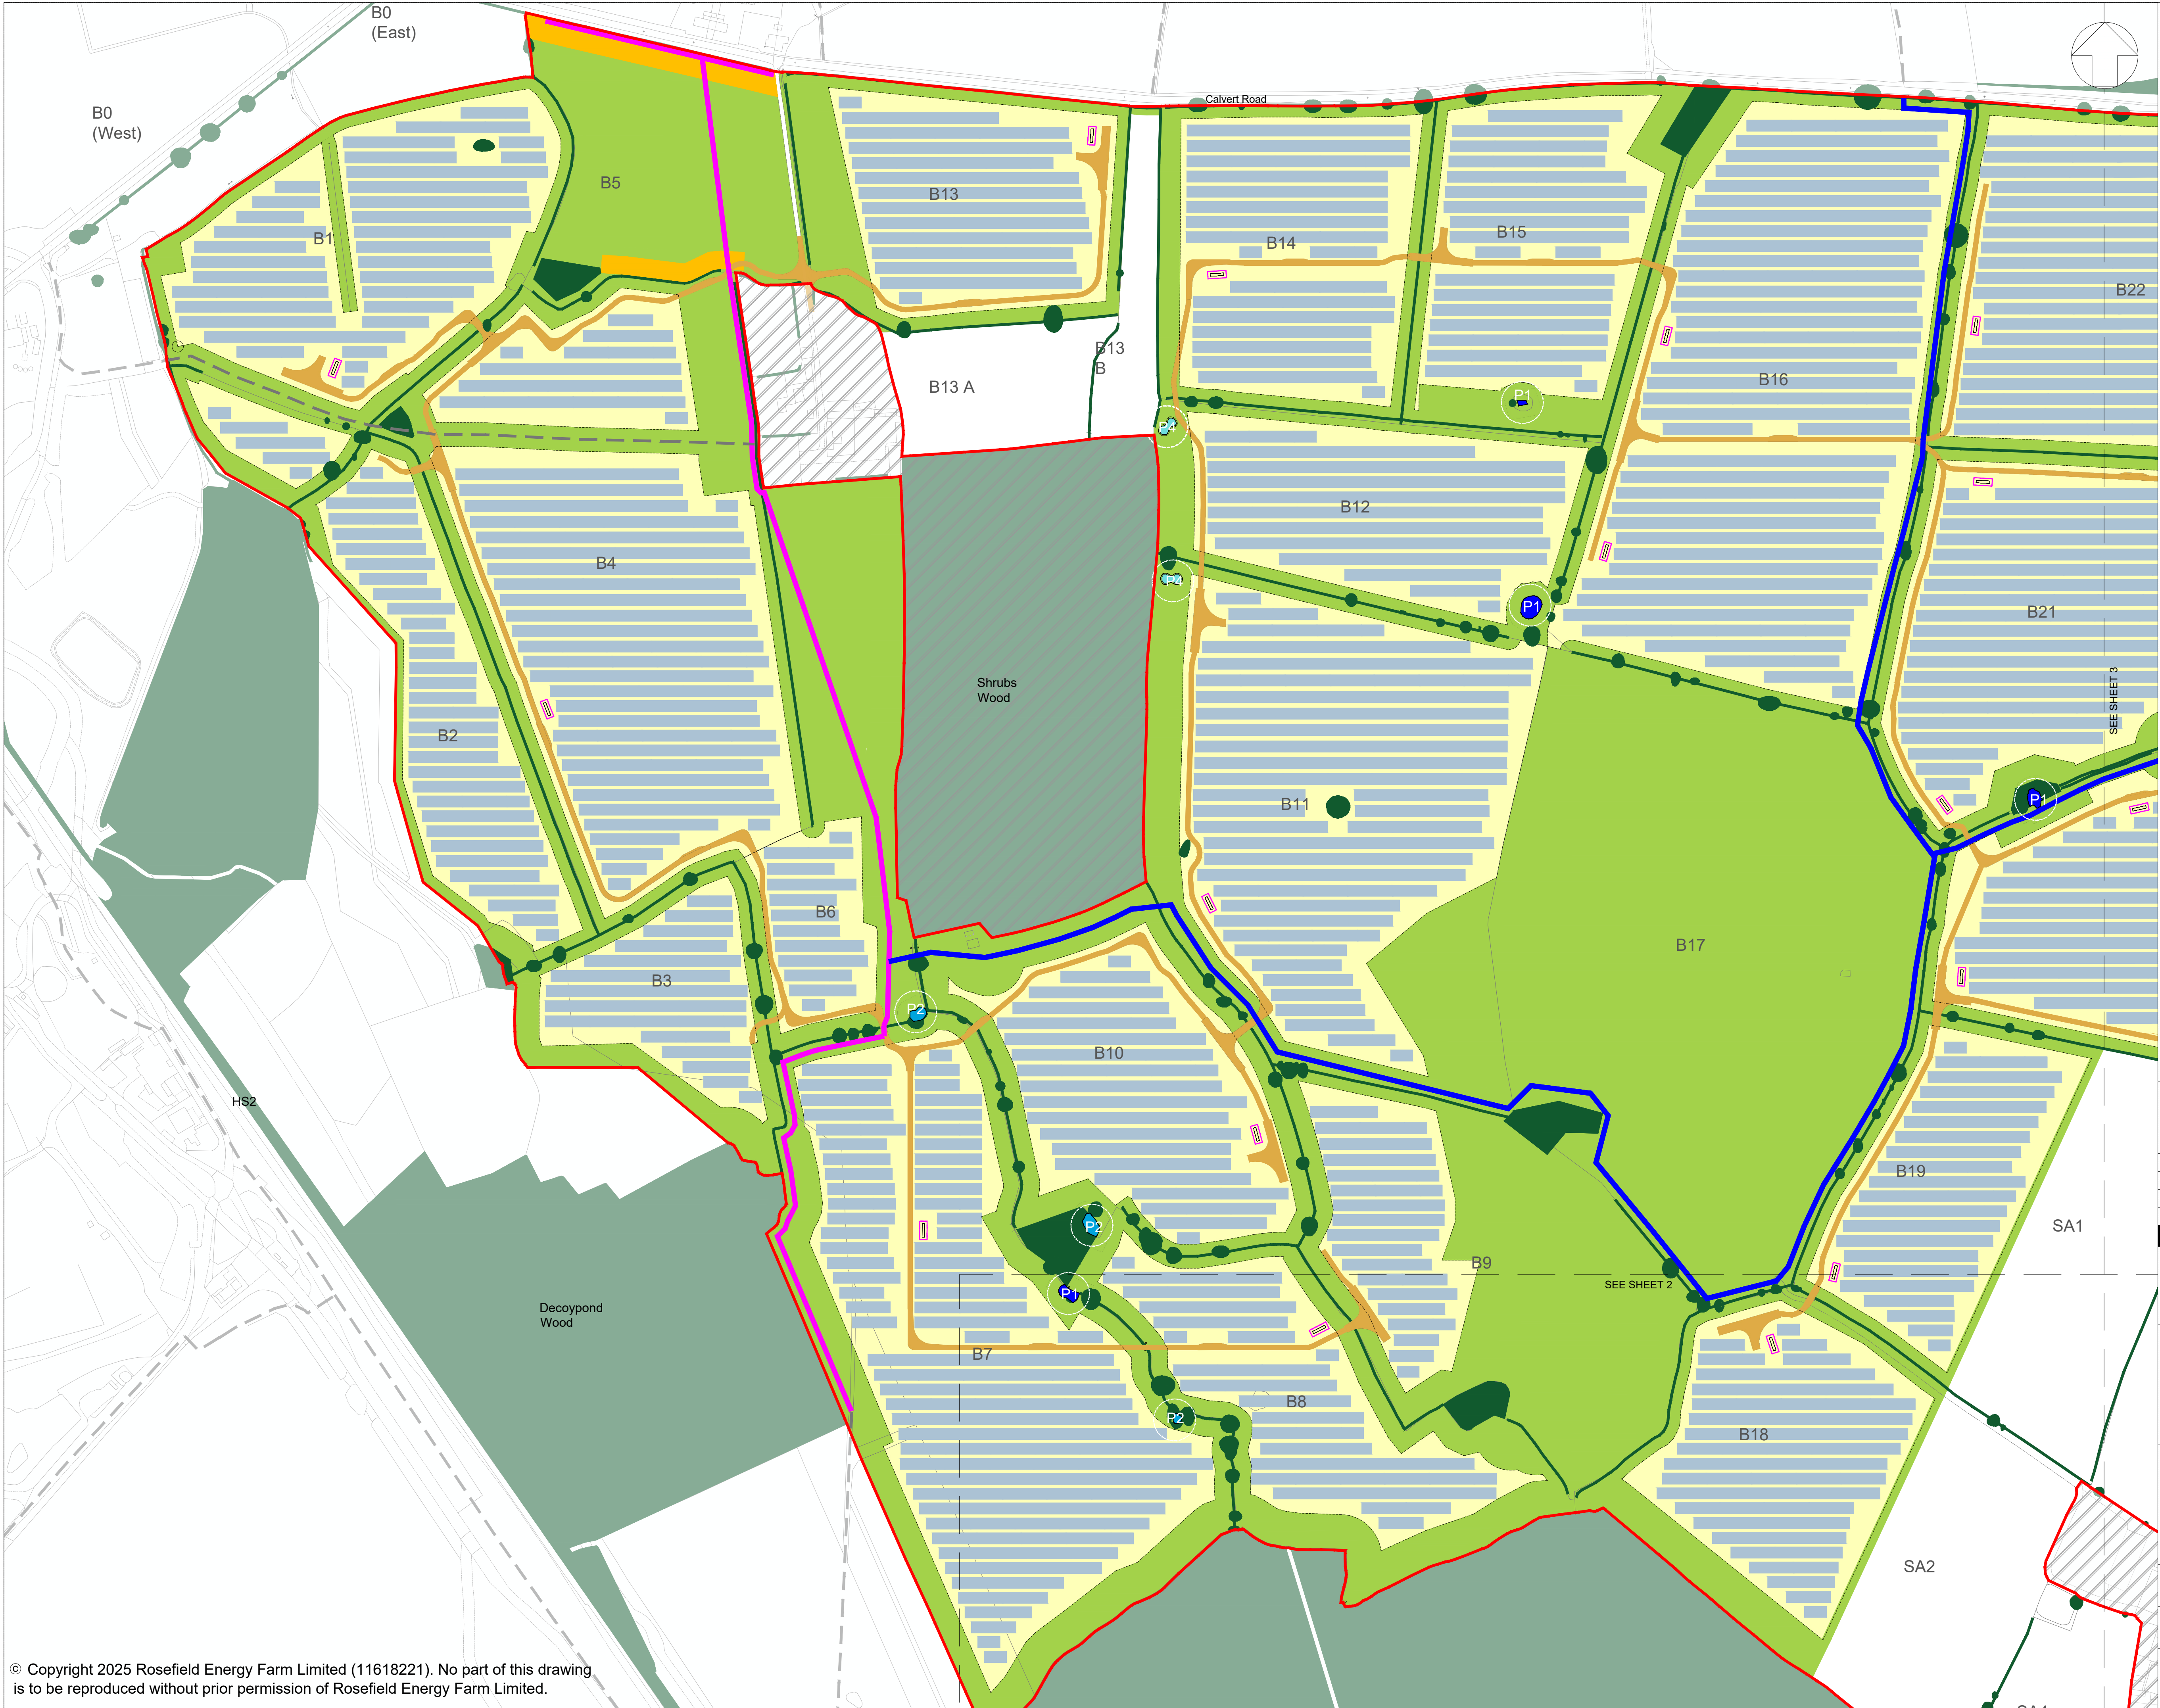 B0
(East)
B0
(West)
Calvert Road
B5
B13
B1
B14
B15
B22
B13
B
B13 A
B16
P1
P4
B12
B4
P4
P1
B21
SEE SHEET 3
Shrubs
Wood
B2
B11
P1
B6
B17
B3
P2
B10
HS2
B19
P2
SA1
B9
SEE SHEET 2
P1
Decoypond
Wood
B7
B8
P2
B18
SA2
© Copyright 2025 Rosefield Energy Farm Limited (11618221). No part of this drawing
is to be reproduced without prior permission of Rosefield Energy Farm Limited.